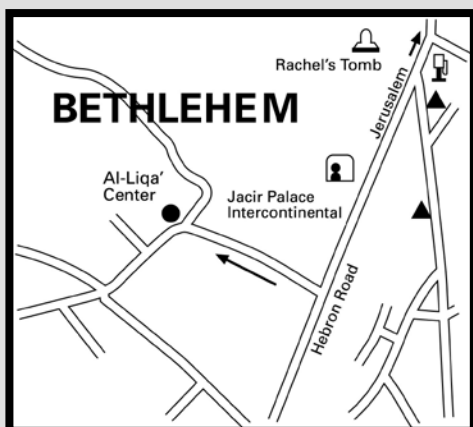 Rachel's Tomb
Jerusalem
BETHLEHEM
Al-Liqa'
Center
Jacir Palace
Intercontinental
Hebron Road